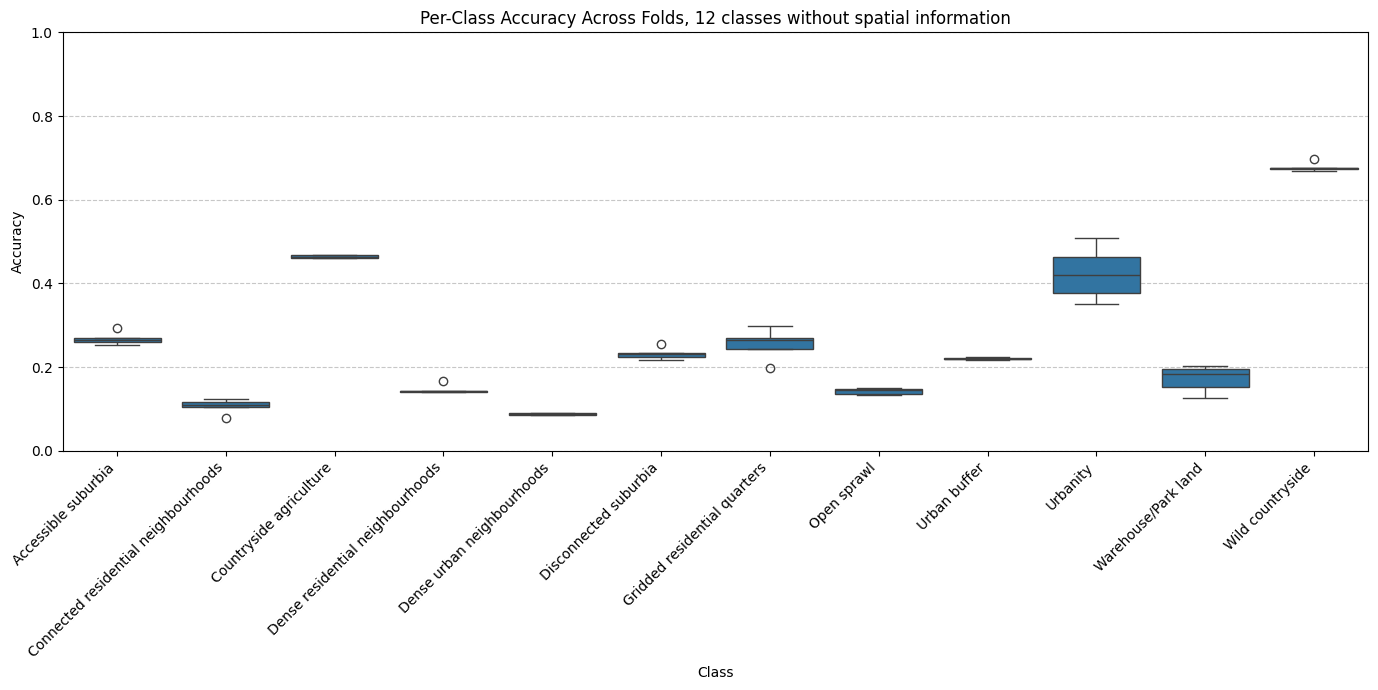 Per-Class Accuracy Across Folds, 12 classes without spatial information
1.0
0.8
0.6
0.4
0.2
0.0
Accuracy
Accessible suburbia
Connected residential neighbourhoods
Countryside agriculture
Dense residential neighbourhoods
Dense urban neighbourhoods
Disconnected suburbia
Gridded residential quarters
Open sprawl
Urban buffer
Urbanity
Warehouse/Park land
Wild countryside
Class